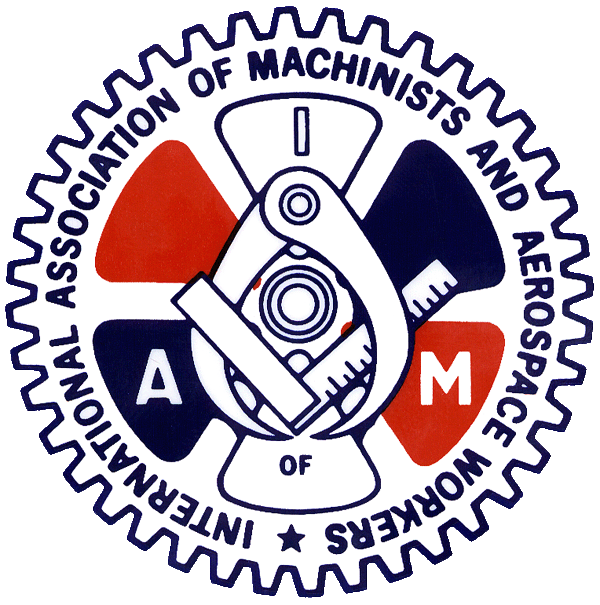 INTERNATIONAL ASSOCIATION OF MACHINISTS AND AEROSPACE WORKERS
I
A
M
OF